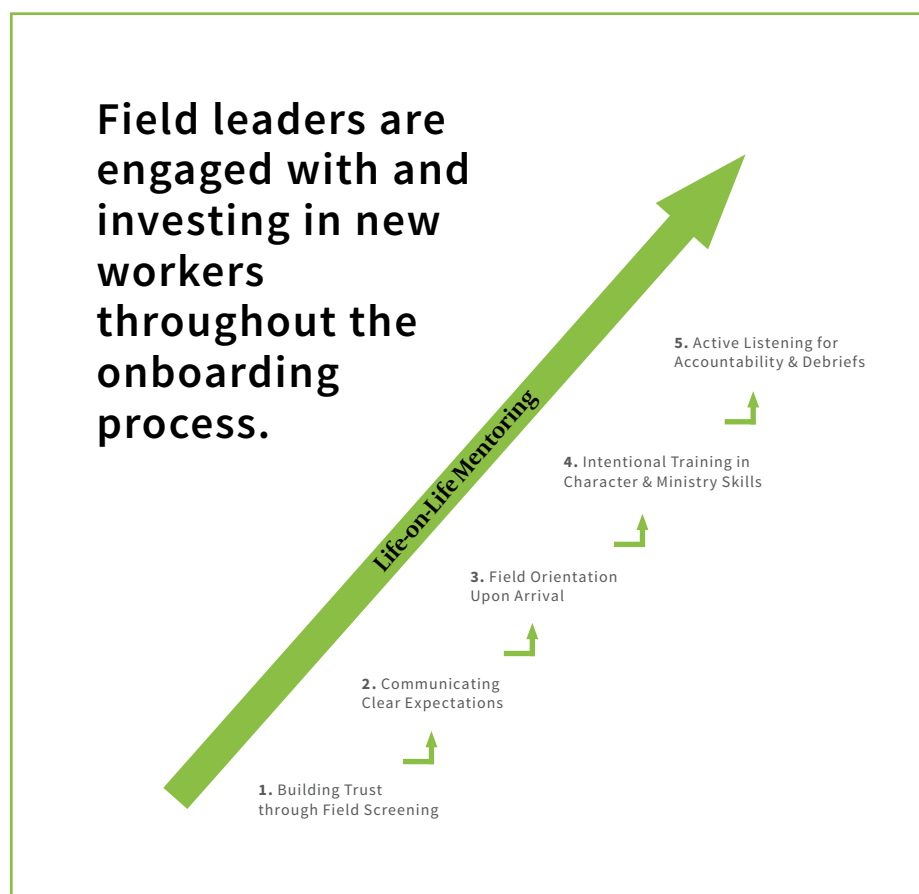 Field leaders are
engaged with and
investing in new
workers
throughout the
onboarding
process.
Life-on-Life Mentoring
5. Active Listening for
Accountability & Debriefs
4. Intentional Training in
Character & Ministry Skills
3. Field Orientation
Upon Arrival
2. Communicating
Clear Expectations
1. Building Trust
through Field Screening